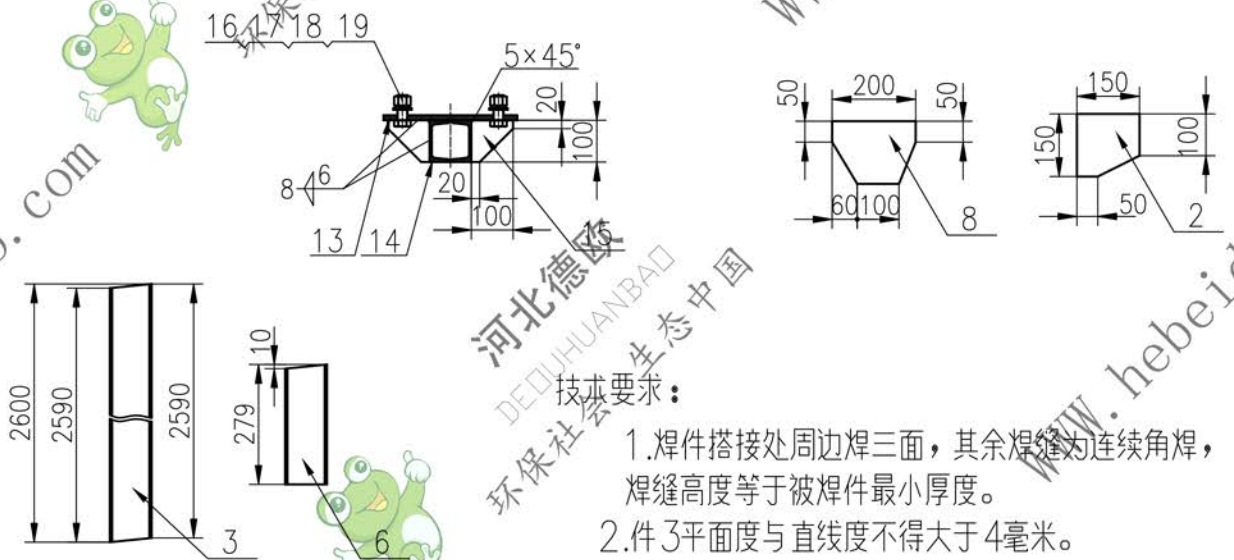 16 17 18 19
5×45°
20
100
8 6
20
100
13 14 15
50
200
50
60 100
8
150
150
100
50
2
2600
2590
2590
3
10
279
6
.com
www.hebeid
河北德欧
DEOUHUANBAO
环保社会 生态中国
技术要求：
1.焊件搭接处周边焊三面，其余焊缝为连续角焊，
焊缝高度等于被焊件最小厚度。
2.件3平面度与直线度不得大于4毫米。